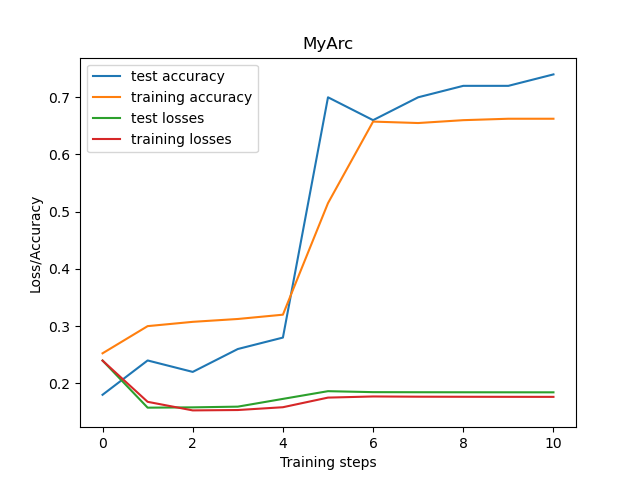 MyArc
test accuracy
training accuracy
test losses
training losses
Loss/Accuracy
0.7
0.6
0.5
0.4
0.3
0.2
0 2 4 6 8 10
Training steps